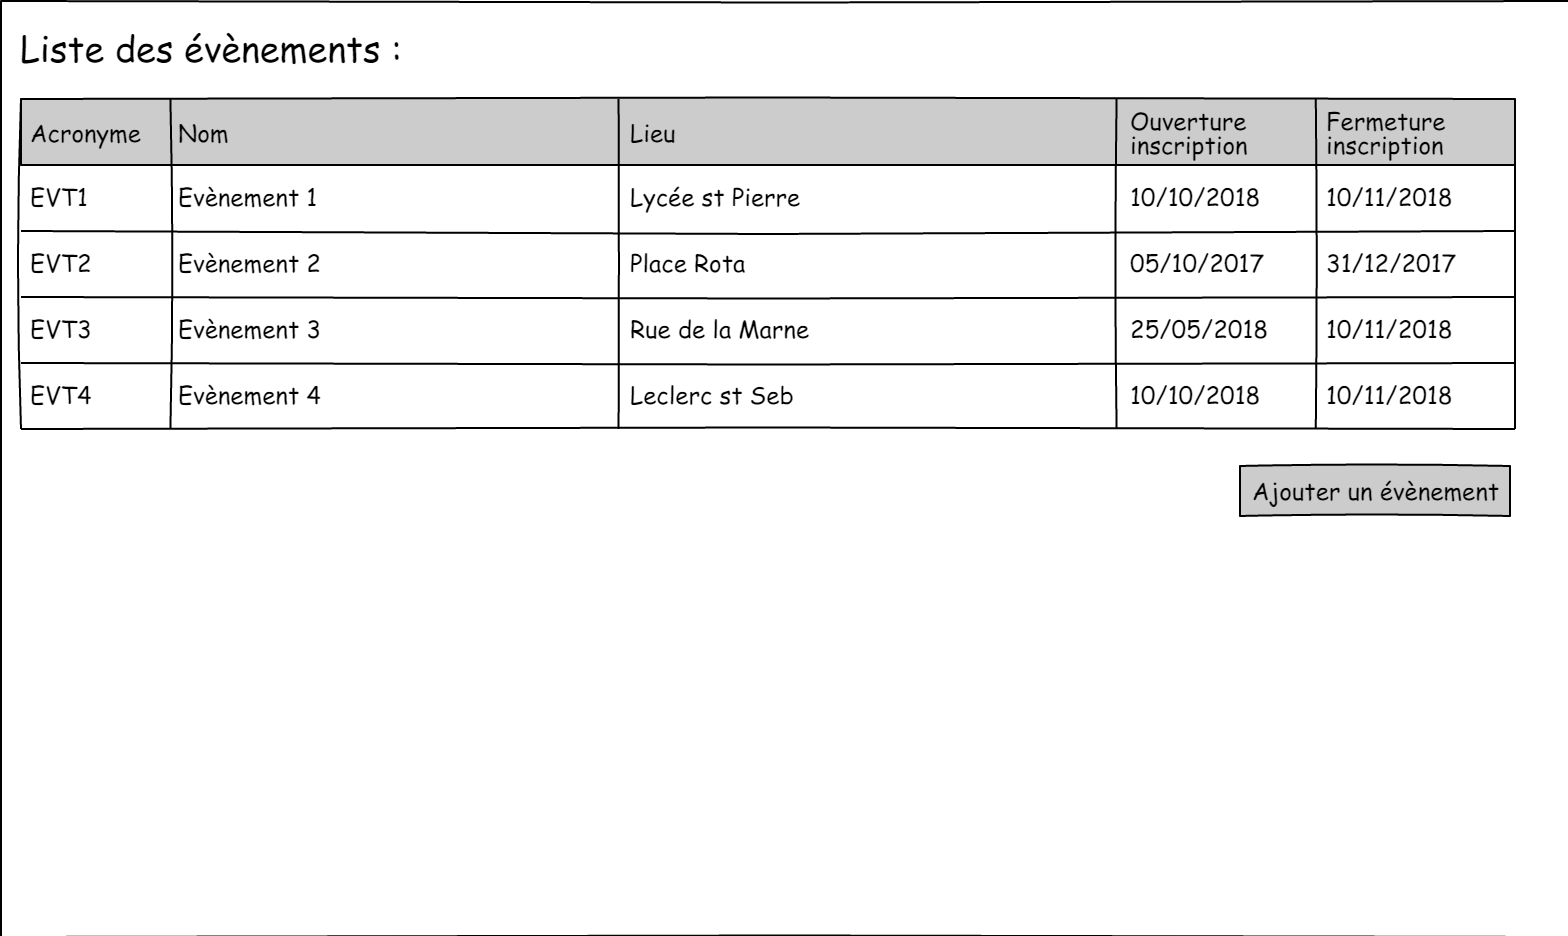 Liste des évènements :
Acronyme Nom Lieu Ouverture inscription Fermeture inscription
EVT1 Evènement 1 Lycée st Pierre 10/10/2018 10/11/2018
EVT2 Evènement 2 Place Rota 05/10/2017 31/12/2017
EVT3 Evènement 3 Rue de la Marne 25/05/2018 10/11/2018
EVT4 Evènement 4 Leclerc st Seb 10/10/2018 10/11/2018
Ajouter un évènement